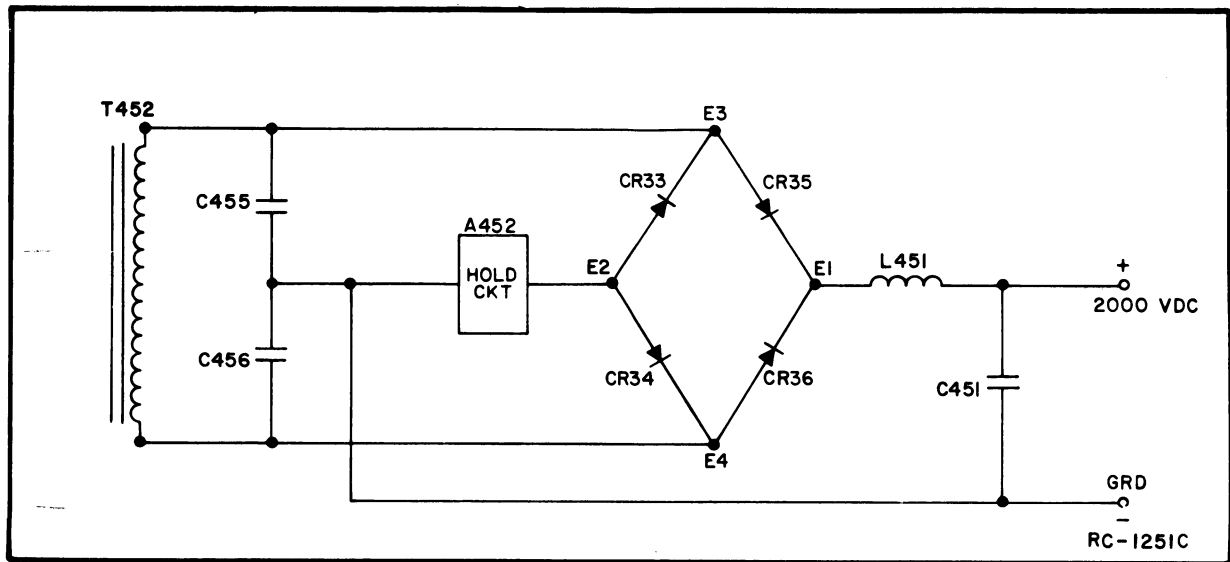 T452
E3
CR33
CR35
C455
A452
HOLD
CKT
E2
E1
L451
+
2000 VDC
C456
CR34
CR36
C451
E4
GRD
−
RC-1251C